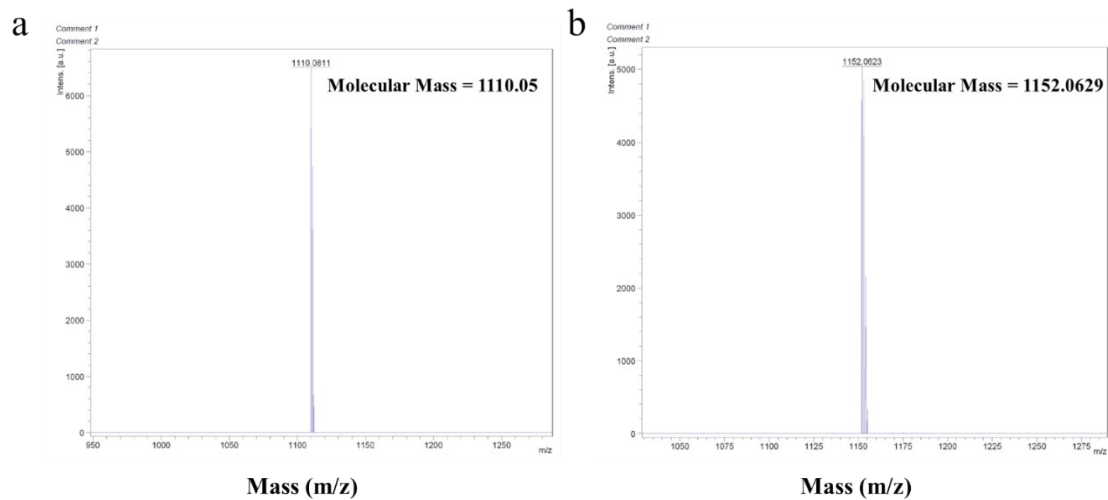 a
Comment 1
Comment 2
1110.0811
Molecular Mass = 1110.05
Intens. [a.u.]
6000
5000
4000
3000
2000
1000
0
950 1000 1050 1100 1150 1200 1250
m/z
Mass (m/z)
b
Comment 1
Comment 2
1152.0623
Molecular Mass = 1152.0629
Intens. [a.u.]
5000
4000
3000
2000
1000
0
1050 1075 1100 1125 1150 1175 1200 1225 1250 1275
m/z
Mass (m/z)